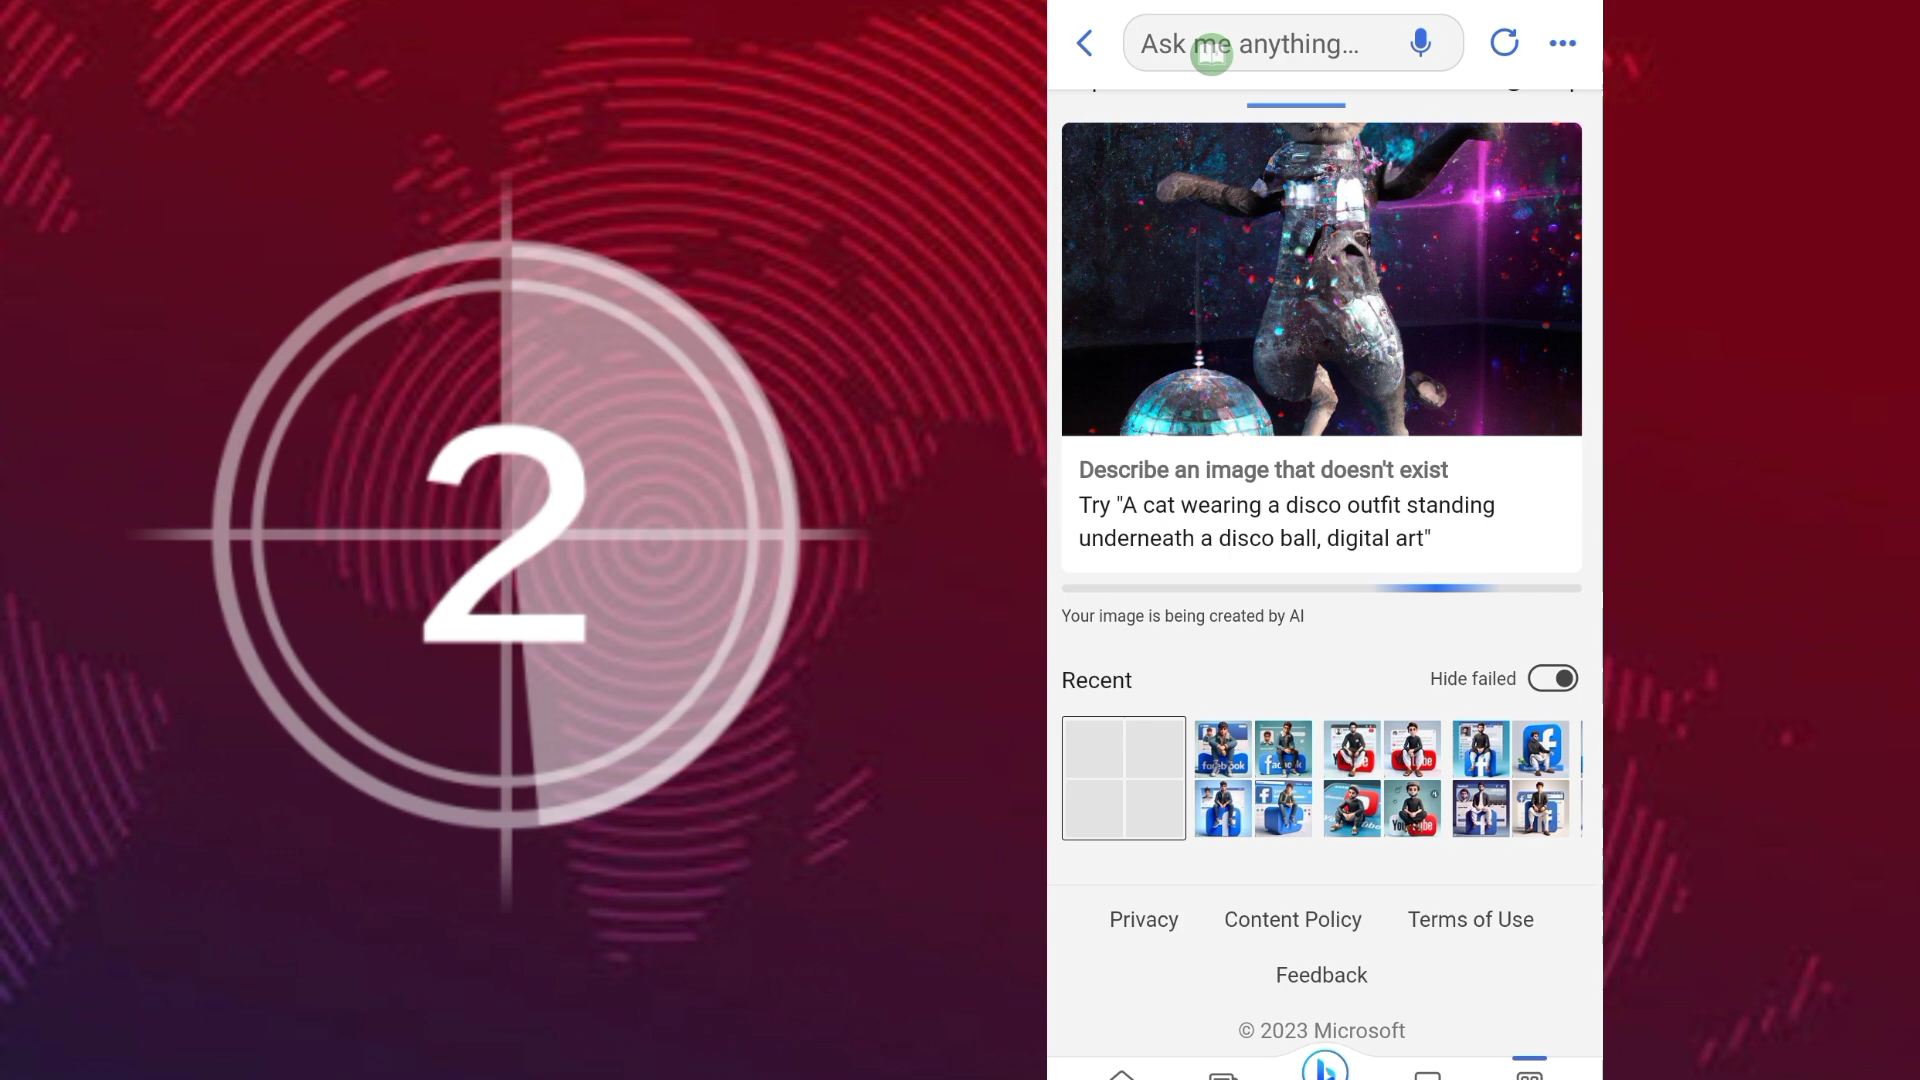 2
Ask me anything...
Describe an image that doesn't exist
Try "A cat wearing a disco outfit standing
underneath a disco ball, digital art"
Your image is being created by AI
Recent
Hide failed
facebook
YouTube
Privacy
Content Policy
Terms of Use
Feedback
© 2023 Microsoft